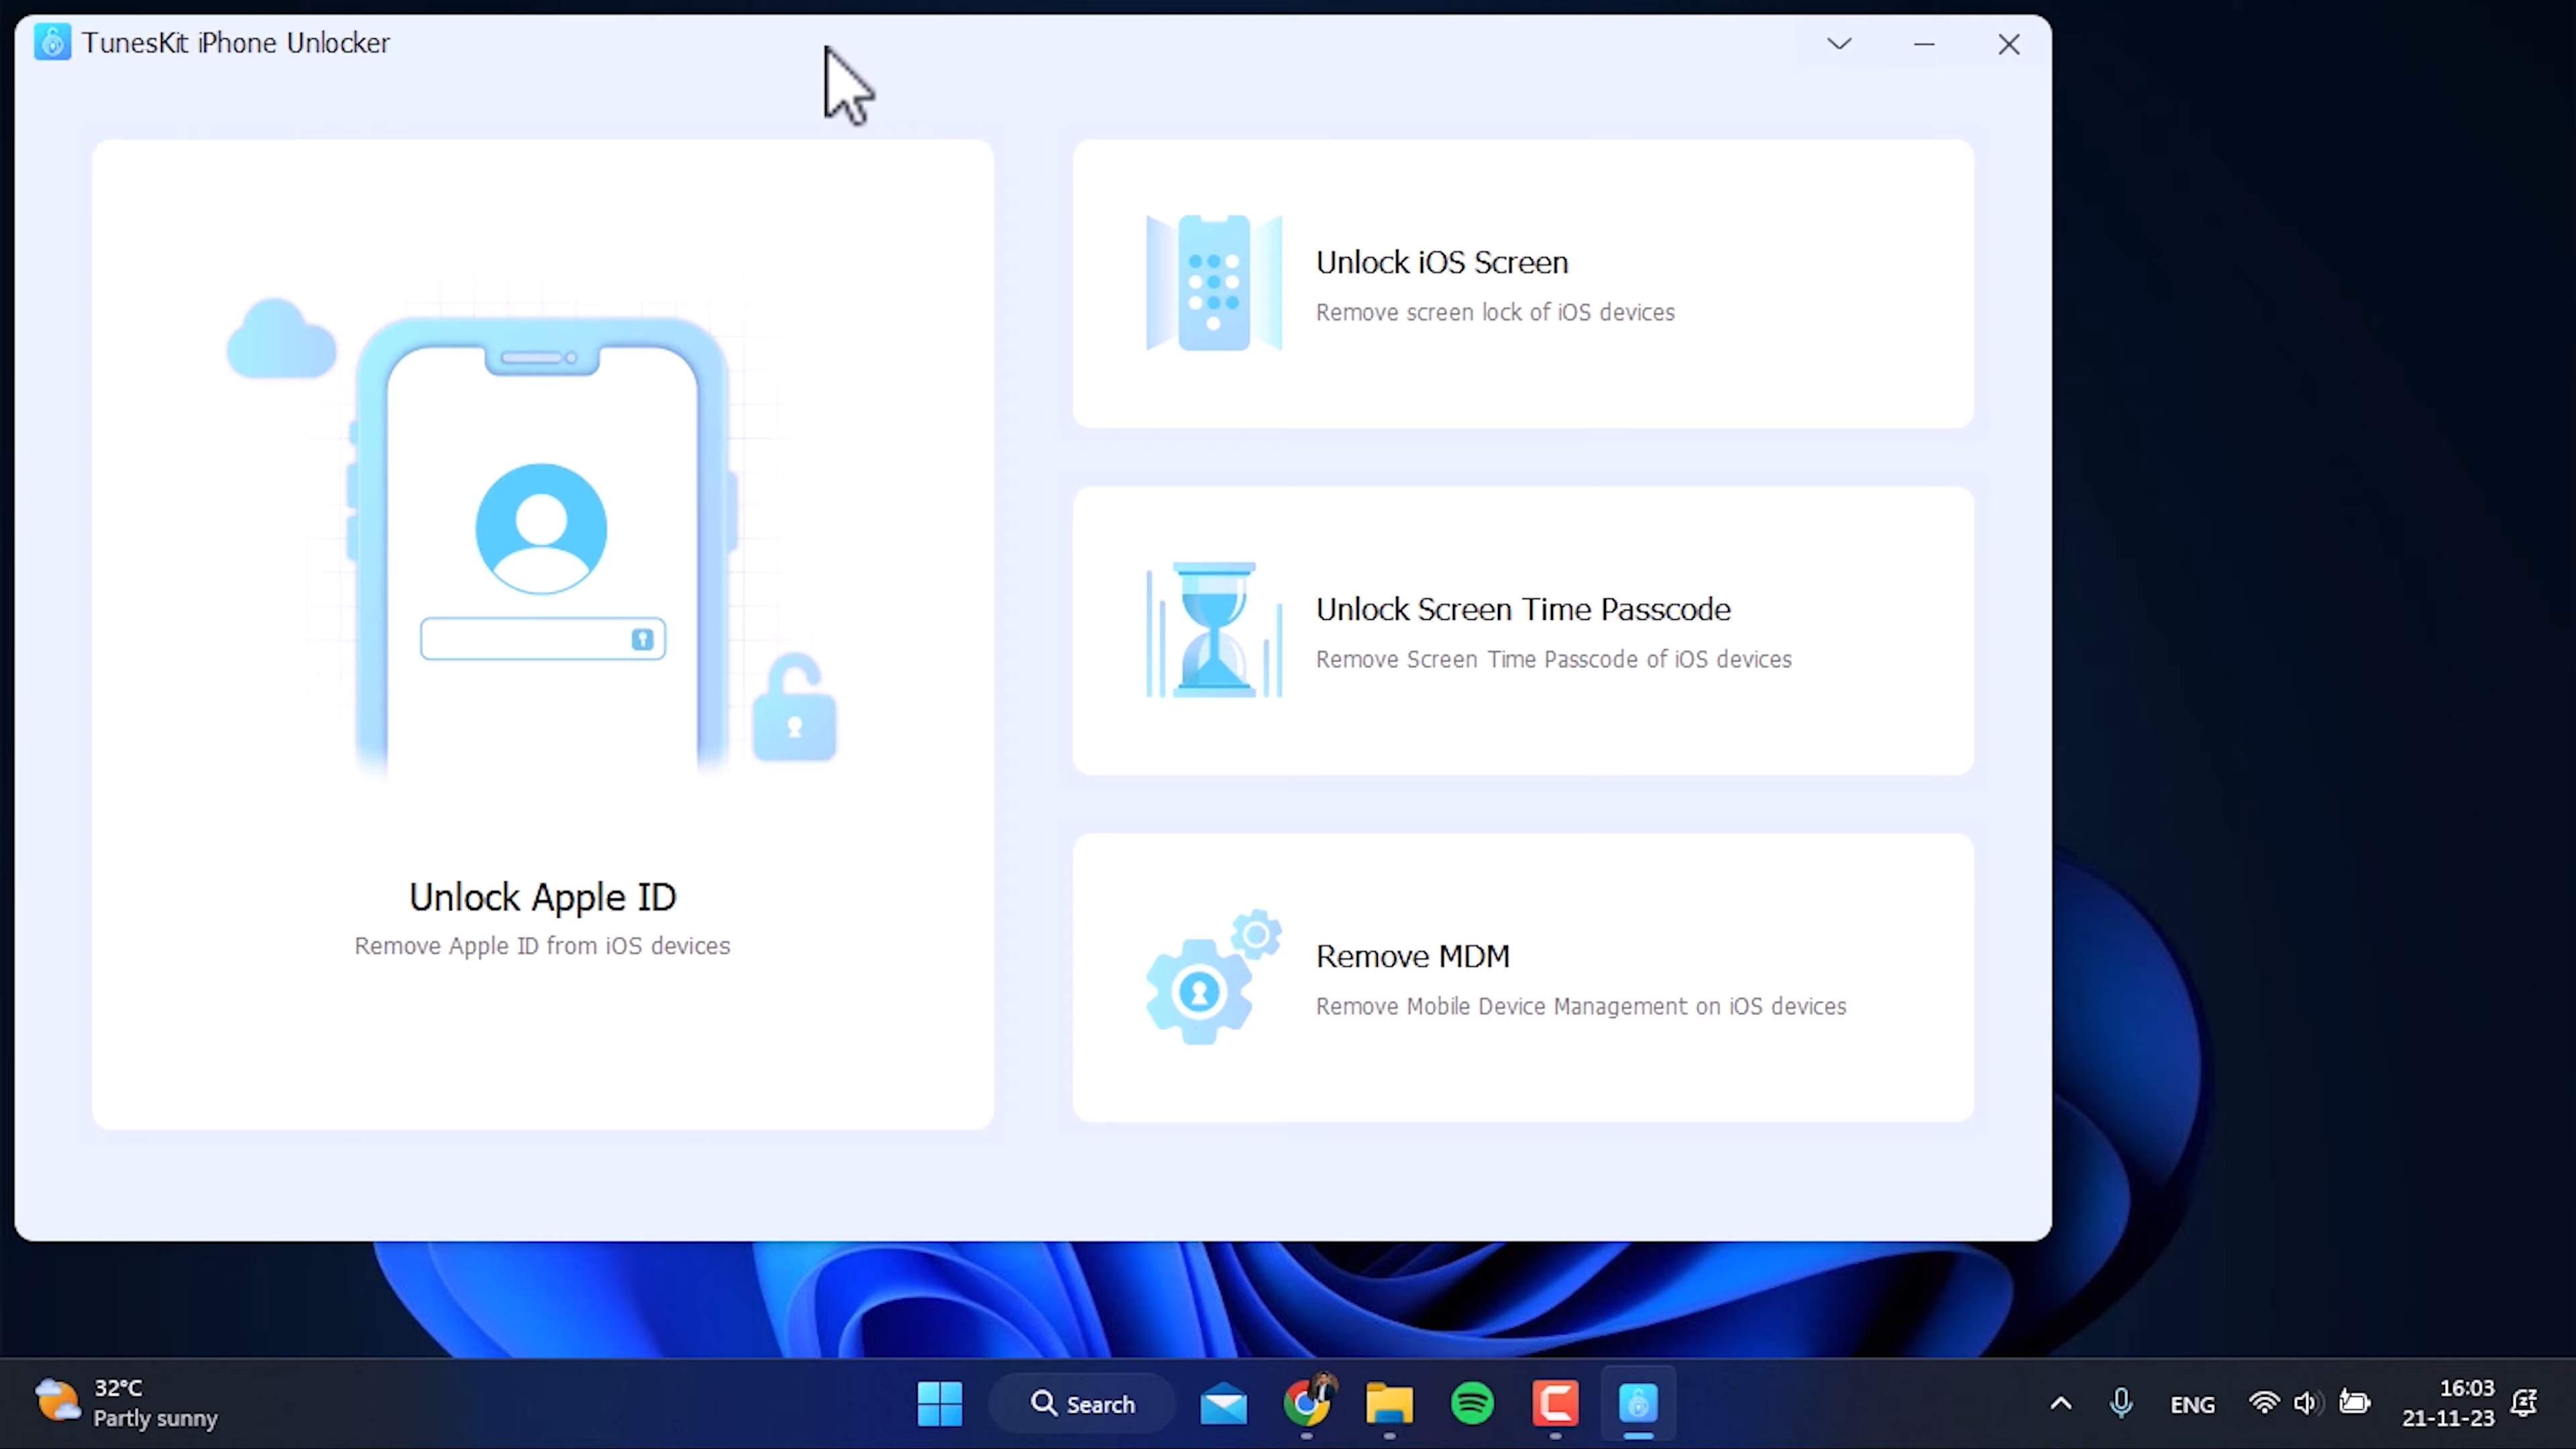 TunesKit iPhone Unlocker
Unlock Apple ID
Remove Apple ID from iOS devices
Unlock iOS Screen
Remove screen lock of iOS devices
Unlock Screen Time Passcode
Remove Screen Time Passcode of iOS devices
Remove MDM
Remove Mobile Device Management on iOS devices
32°C
Partly sunny
Search
ENG
16:03
21-11-23